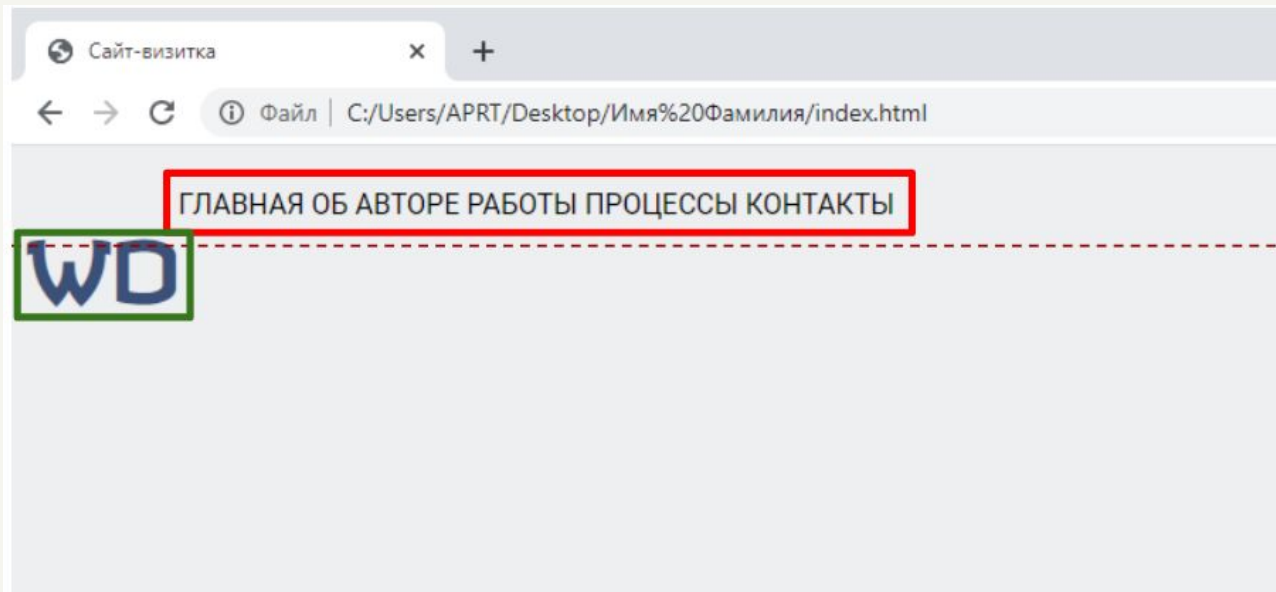 Сайт-визитка
Файл | C:/Users/APRT/Desktop/Имя%20Фамилия/index.html
ГЛАВНАЯ ОБ АВТОРЕ РАБОТЫ ПРОЦЕССЫ КОНТАКТЫ
WD